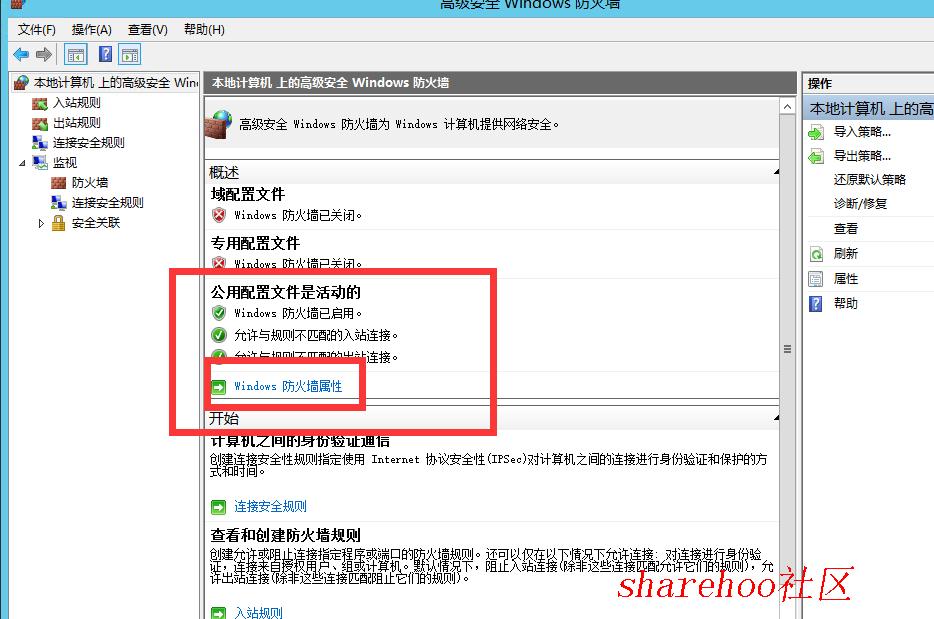 高级安全 Windows 防火墙
文件(F) 操作(A) 查看(V) 帮助(H)
本地计算机 上的高级安全 Win
入站规则
出站规则
连接安全规则
监视
防火墙
连接安全规则
安全关联
本地计算机 上的高级安全 Windows 防火墙
高级安全 Windows 防火墙为 Windows 计算机提供网络安全。
概述
域配置文件
Windows 防火墙已关闭。
专用配置文件
Windows 防火墙已关闭。
公用配置文件是活动的
Windows 防火墙已启用。
允许与规则不匹配的入站连接。
允许与规则不匹配的出站连接。
Windows 防火墙属性
开始
计算机之间的身份验证通信
创建连接安全性规则指定使用 Internet 协议安全性(IPSec)对计算机之间的连接进行身份验证和保护的方
式和时间。
连接安全规则
查看和创建防火墙规则
创建允许或阻止连接指定程序或端口的防火墙规则。还可以仅在以下情况下允许连接: 对连接进行身份验
证，连接来自授权用户、组或计算机。默认情况下，阻止入站连接(除非这些连接匹配允许它们的规则)，允
许出站连接(除非这些连接匹配阻止它们的规则)。
入站规则
操作
本地计算机 上的高
导入策略...
导出策略...
还原默认策略
诊断/修复
查看
刷新
属性
帮助
sharehoo社区